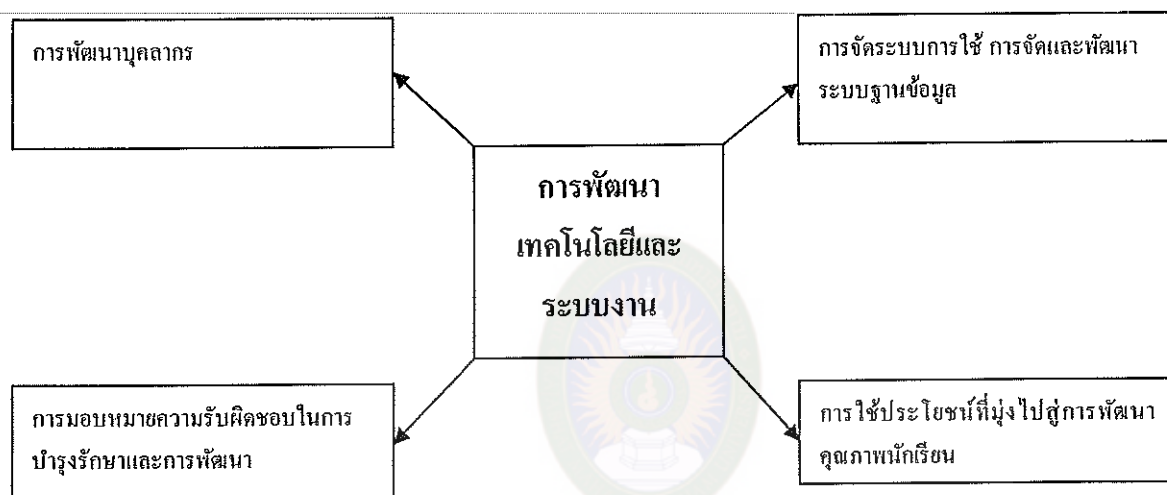 การพัฒนาบุคลากร
การจัดระบบการใช้ การจัดและพัฒนา
ระบบฐานข้อมูล
การพัฒนา
เทคโนโลยีและ
ระบบงาน
การมอบหมายความรับผิดชอบในการ
บำรุงรักษาและการพัฒนา
การใช้ประโยชน์ที่มุ่งไปสู่การพัฒนา
คุณภาพนักเรียน